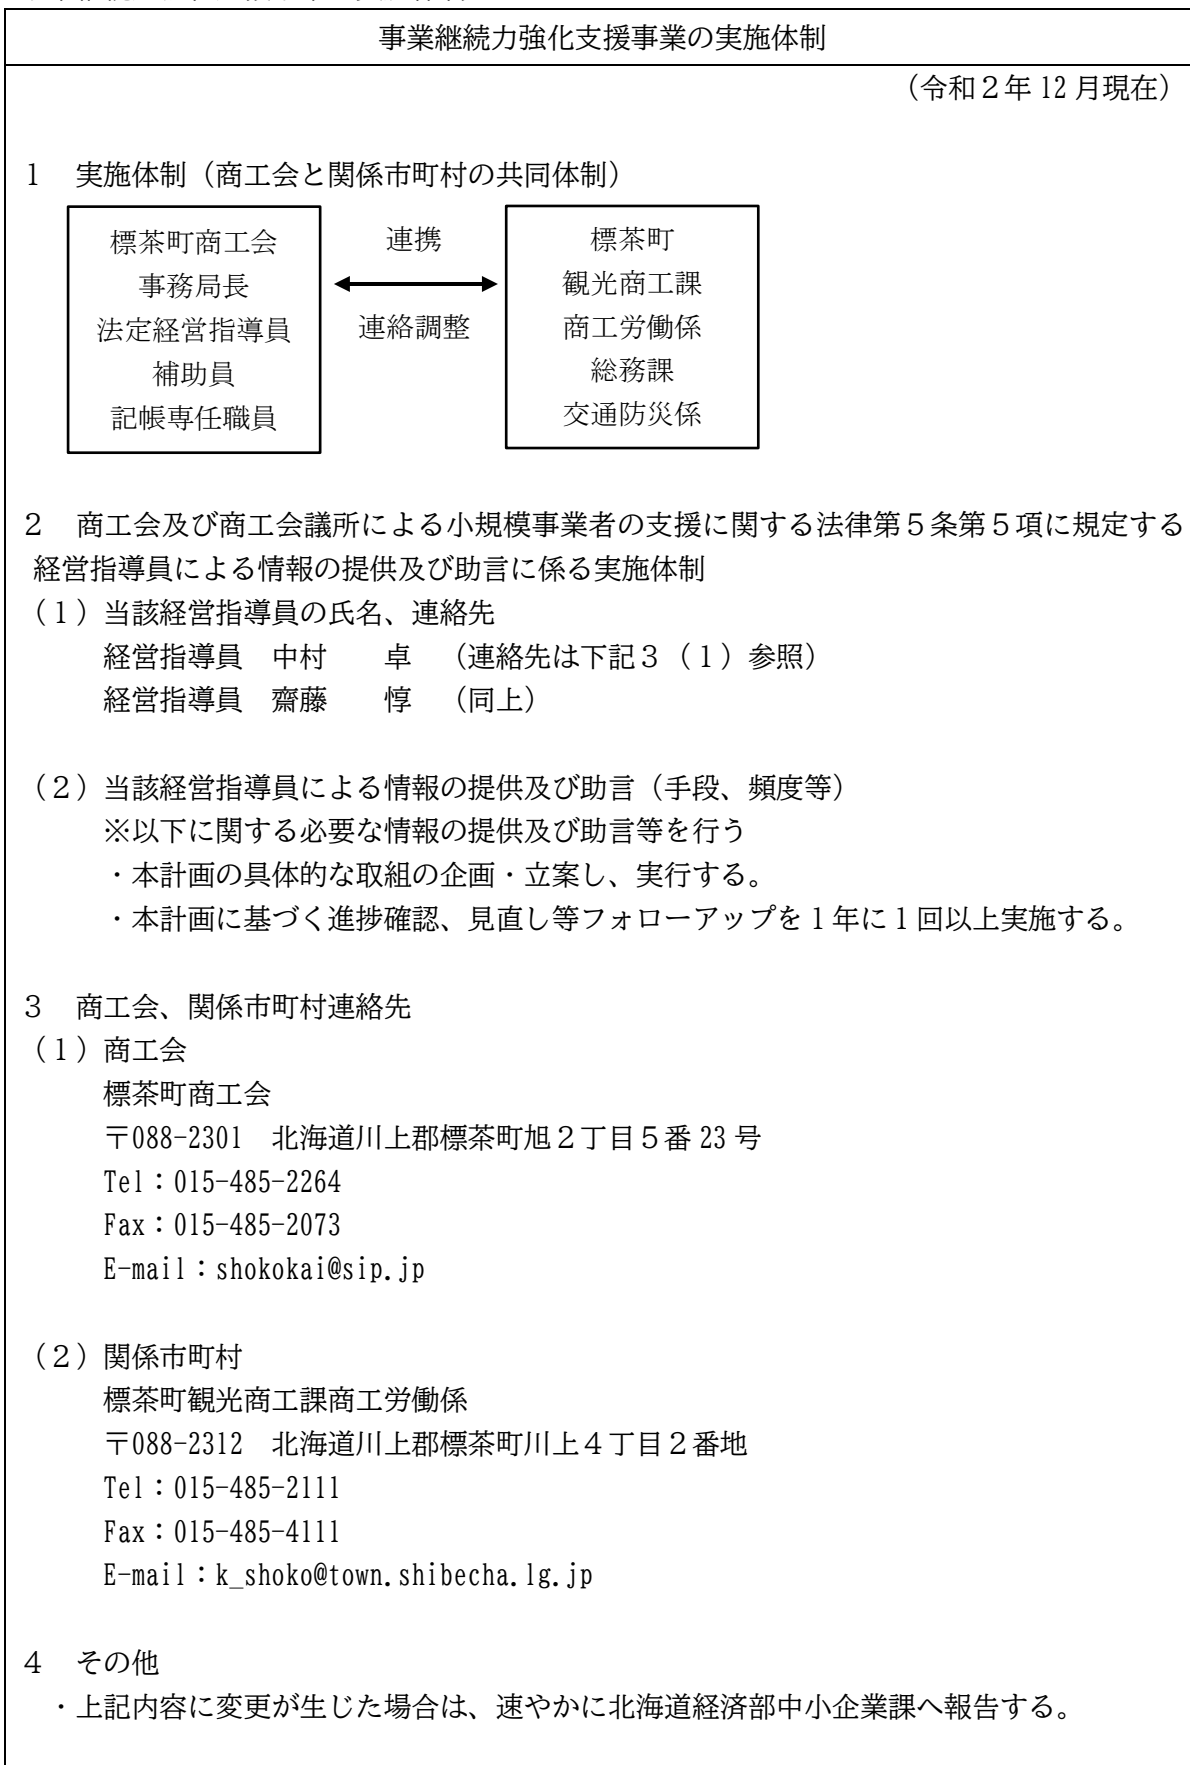 事業継続力強化支援事業の実施体制
（令和２年 12 月現在）
１　実施体制（商工会と関係市町村の共同体制）
標茶町商工会
事務局長
法定経営指導員
補助員
記帳専任職員
連携
連絡調整
標茶町
観光商工課
商工労働係
総務課
交通防災係
２　商工会及び商工会議所による小規模事業者の支援に関する法律第５条第５項に規定する
経営指導員による情報の提供及び助言に係る実施体制
（１）当該経営指導員の氏名、連絡先
経営指導員　中村　　卓　（連絡先は下記３（１）参照）
経営指導員　齋藤　　惇　（同上）
（２）当該経営指導員による情報の提供及び助言（手段、頻度等）
※以下に関する必要な情報の提供及び助言等を行う
・本計画の具体的な取組の企画・立案し、実行する。
・本計画に基づく進捗確認、見直し等フォローアップを１年に１回以上実施する。
３　商工会、関係市町村連絡先
（１）商工会
標茶町商工会
〒088-2301　北海道川上郡標茶町旭２丁目５番 23 号
Tel：015-485-2264
Fax：015-485-2073
E-mail：shokokai@sip.jp
（２）関係市町村
標茶町観光商工課商工労働係
〒088-2312　北海道川上郡標茶町川上４丁目２番地
Tel：015-485-2111
Fax：015-485-4111
E-mail：k_shoko@town.shibecha.lg.jp
４　その他
・上記内容に変更が生じた場合は、速やかに北海道経済部中小企業課へ報告する。